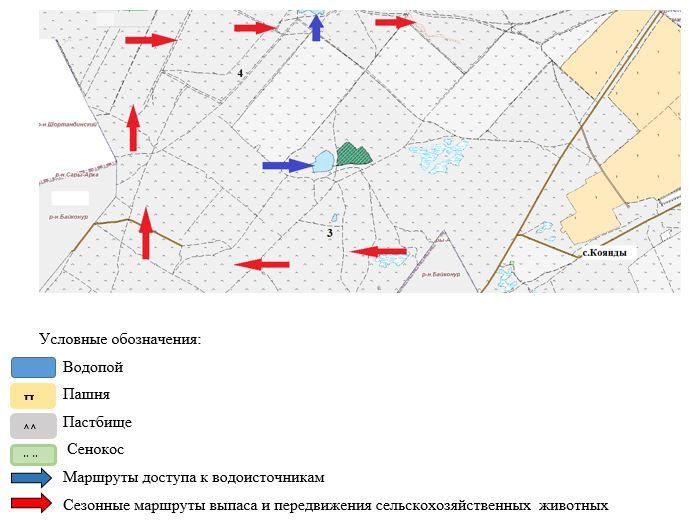 4
р-н Шортандинский
р-н Сары-Арка
р-н Байконур
3
р-н Байконур
с.Коянды
Условные обозначения:
Водопой
Пашня
Пастбище
Сенокос
Маршруты доступа к водоисточникам
Сезонные маршруты выпаса и передвижения сельскохозяйственных животных